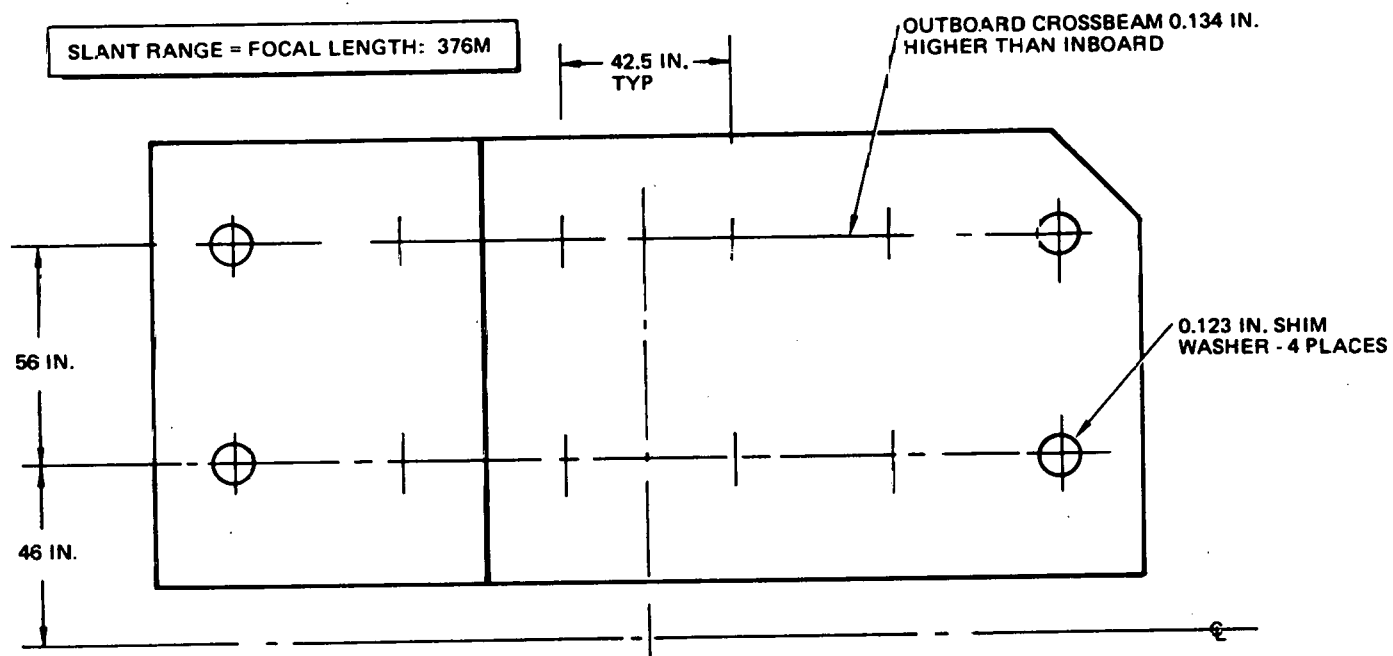 SLANT RANGE = FOCAL LENGTH: 376M
42.5 IN.
TYP
OUTBOARD CROSSBEAM 0.134 IN.
HIGHER THAN INBOARD
56 IN.
0.123 IN. SHIM
WASHER - 4 PLACES
46 IN.
℄